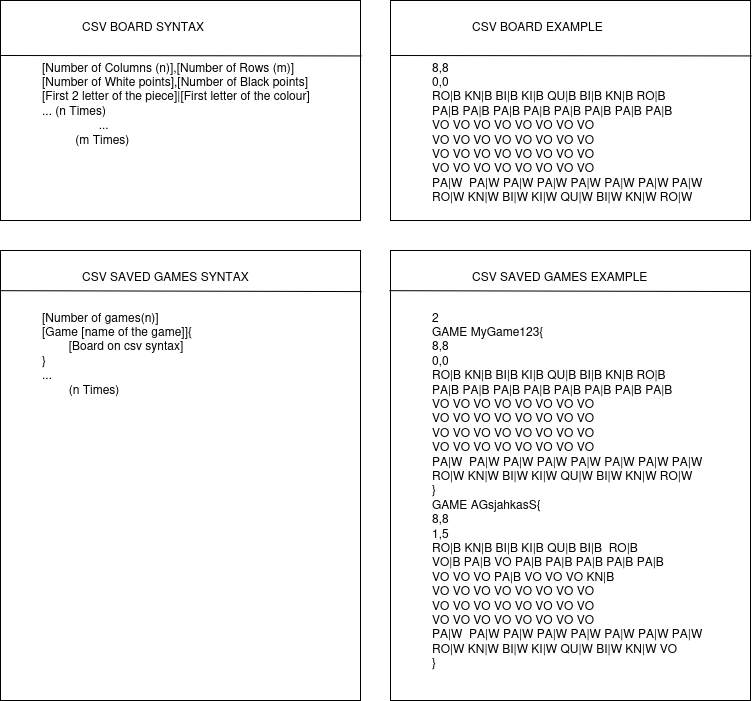 CSV BOARD SYNTAX
[Number of Columns (n)],[Number of Rows (m)]
[Number of White points],[Number of Black points]
[First 2 letter of the piece]|[First letter of the colour]
... (n Times)
...
(m Times)
CSV BOARD EXAMPLE
8,8
0,0
RO|B KN|B BI|B KI|B QU|B BI|B KN|B RO|B
PA|B PA|B PA|B PA|B PA|B PA|B PA|B PA|B
VO VO VO VO VO VO VO VO
VO VO VO VO VO VO VO VO
VO VO VO VO VO VO VO VO
VO VO VO VO VO VO VO VO
PA|W  PA|W PA|W PA|W PA|W PA|W PA|W PA|W
RO|W KN|W BI|W KI|W QU|W BI|W KN|W RO|W
CSV SAVED GAMES SYNTAX
[Number of games(n)]
[Game [name of the game]]{
[Board on csv syntax]
}
...
(n Times)
CSV SAVED GAMES EXAMPLE
2
GAME MyGame123{
8,8
0,0
RO|B KN|B BI|B KI|B QU|B BI|B KN|B RO|B
PA|B PA|B PA|B PA|B PA|B PA|B PA|B PA|B
VO VO VO VO VO VO VO VO
VO VO VO VO VO VO VO VO
VO VO VO VO VO VO VO VO
VO VO VO VO VO VO VO VO
PA|W  PA|W PA|W PA|W PA|W PA|W PA|W PA|W
RO|W KN|W BI|W KI|W QU|W BI|W KN|W RO|W
}
GAME AGsjahkasS{
8,8
1,5
RO|B KN|B BI|B KI|B QU|B BI|B  RO|B
VO|B PA|B VO PA|B PA|B PA|B PA|B PA|B
VO VO VO PA|B VO VO VO KN|B
VO VO VO VO VO VO VO VO
VO VO VO VO VO VO VO VO
VO VO VO VO VO VO VO VO
PA|W  PA|W PA|W PA|W PA|W PA|W PA|W PA|W
RO|W KN|W BI|W KI|W QU|W BI|W KN|W VO
}